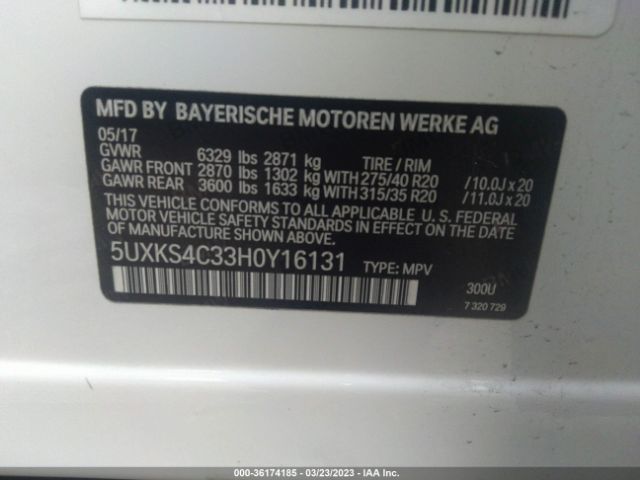 MFD BY BAYERISCHE MOTOREN WERKE AG
05/17
GVWR 6329 lbs 2871 kg TIRE / RIM
GAWR FRONT 2870 lbs 1302 kg WITH 275/40 R20 /10.0J x 20
GAWR REAR 3600 lbs 1633 kg WITH 315/35 R20 /11.0J x 20
THIS VEHICLE CONFORMS TO ALL APPLICABLE U. S. FEDERAL
MOTOR VEHICLE SAFETY STANDARDS IN EFFECT ON THE DATE
OF MANUFACTURE SHOWN ABOVE.
5UXKS4C33H0Y16131 TYPE: MPV 300U
7 320 729
000-36174185 - 03/23/2023 - IAA Inc.